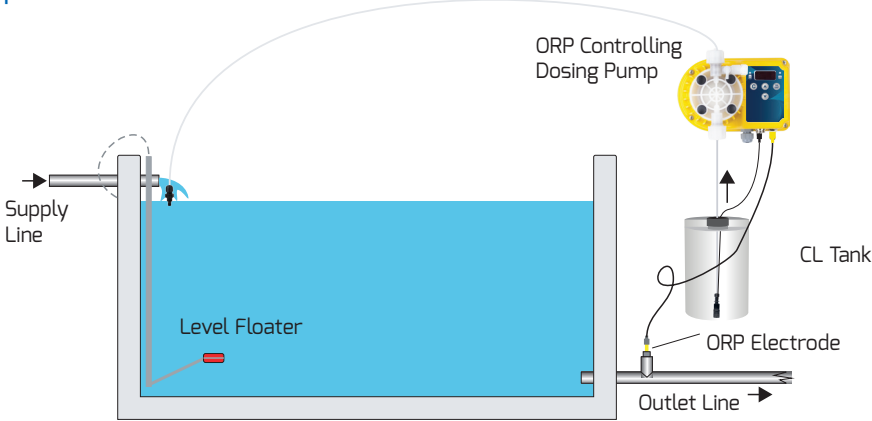 ORP Controlling
Dosing Pump
Supply
Line
CL Tank
Level Floater
ORP Electrode
Outlet Line